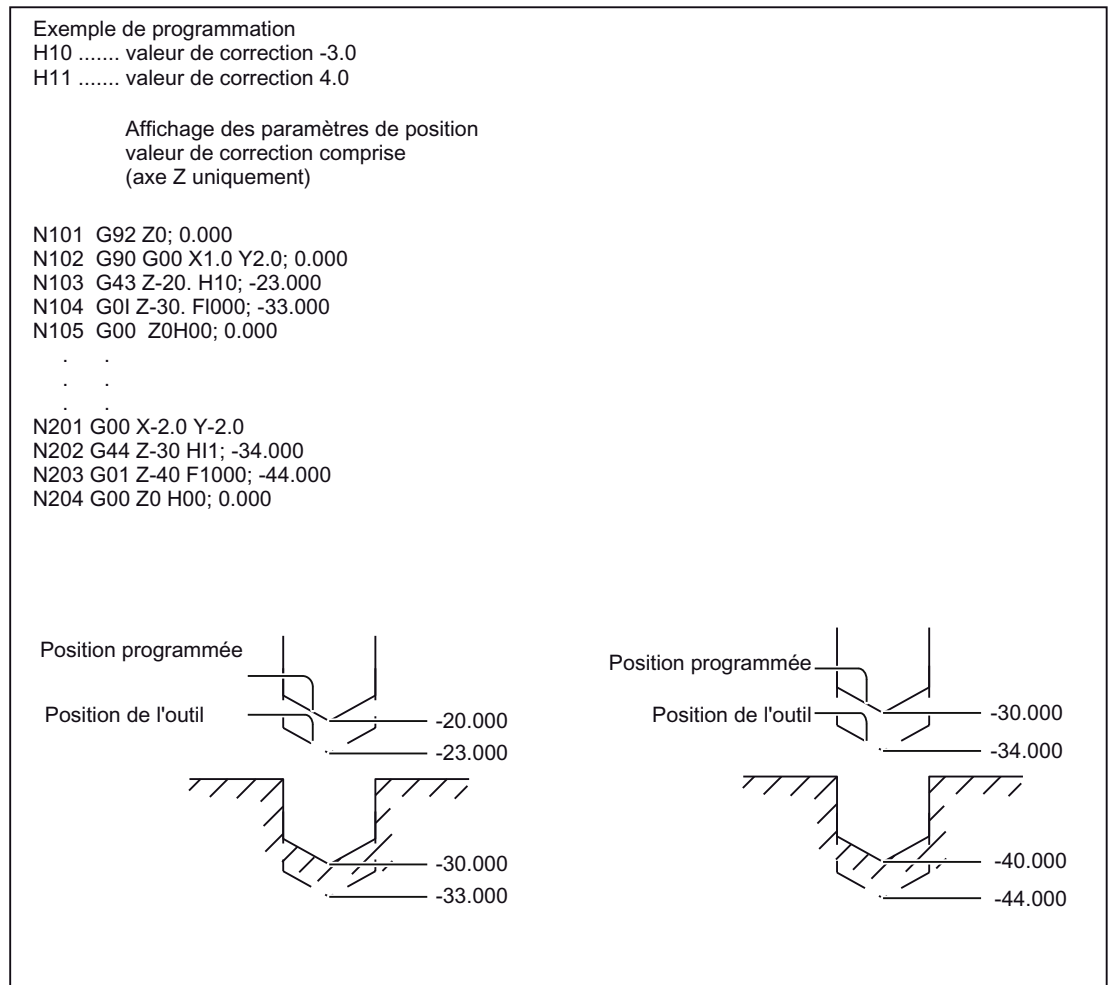 Exemple de programmation
H10 ....... valeur de correction -3.0
H11 ....... valeur de correction 4.0
Affichage des paramètres de position
valeur de correction comprise
(axe Z uniquement)
N101 G92 Z0; 0.000
N102 G90 G00 X1.0 Y2.0; 0.000
N103 G43 Z-20. H10; -23.000
N104 G0I Z-30. Fl000; -33.000
N105 G00 Z0H00; 0.000
. .
. .
. .
N201 G00 X-2.0 Y-2.0
N202 G44 Z-30 HI1; -34.000
N203 G01 Z-40 F1000; -44.000
N204 G00 Z0 H00; 0.000
Position programmée
Position de l'outil
-20.000
-23.000
-30.000
-33.000
Position programmée
Position de l'outil
-30.000
-34.000
-40.000
-44.000